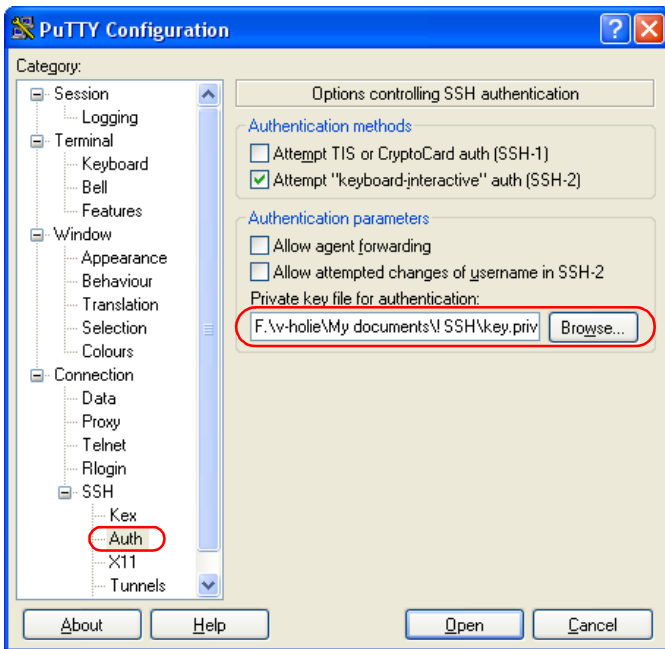 PuTTY Configuration
Category:
Session
Logging
Terminal
Keyboard
Bell
Features
Window
Appearance
Behaviour
Translation
Selection
Colours
Connection
Data
Proxy
Telnet
Rlogin
SSH
Kex
Auth
X11
Tunnels
Options controlling SSH authentication
Authentication methods
Attempt TIS or CryptoCard auth (SSH-1)
Attempt "keyboard-interactive" auth (SSH-2)
Authentication parameters
Allow agent forwarding
Allow attempted changes of username in SSH-2
Private key file for authentication:
F:\v-holie\My documents\! SSH\key.priv
Browse...
About
Help
Open
Cancel